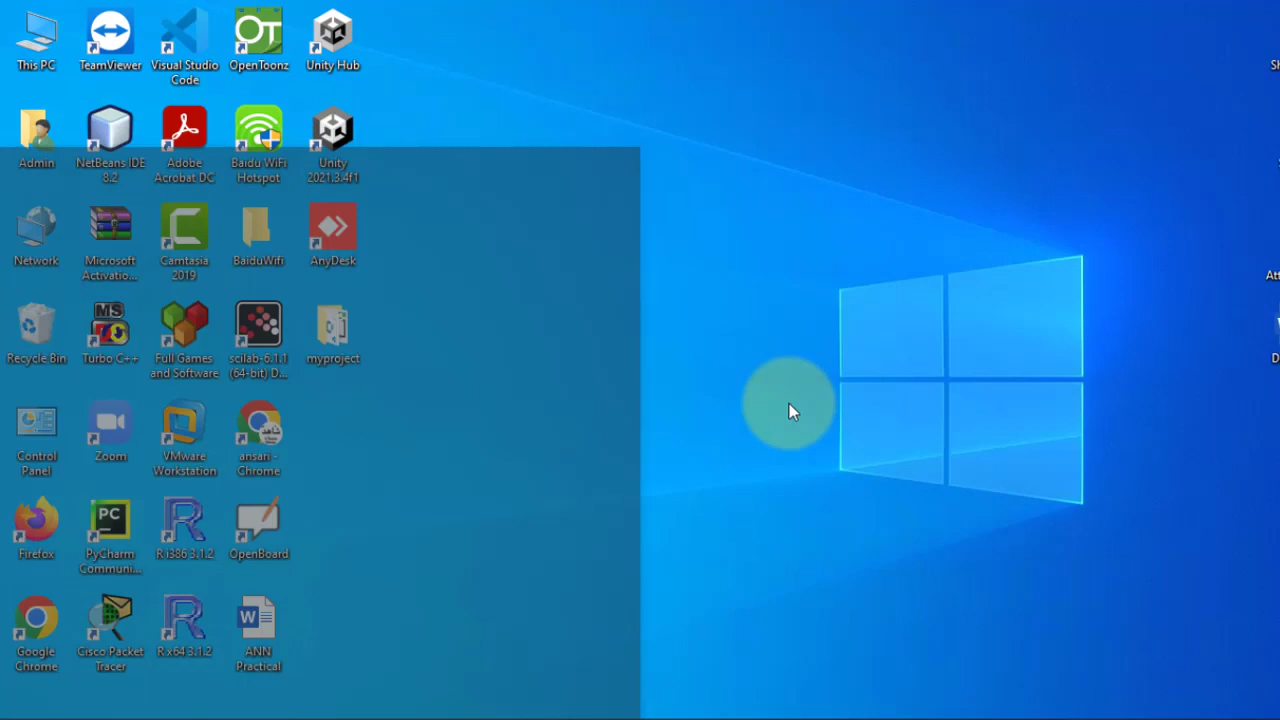 This PC
TeamViewer
Visual Studio
Code
OpenToonz
Unity Hub
Admin
NetBeans IDE
8.2
Adobe
Acrobat DC
Baidu WiFi
Hotspot
Unity
2021.3.4f1
Network
Microsoft
Activatio...
Camtasia
2019
BaiduWifi
AnyDesk
Recycle Bin
Turbo C++
Full Games
and Software
scilab-6.1.1
(64-bit) D...
myproject
Control
Panel
Zoom
VMware
Workstation
ansari -
Chrome
Firefox
PyCharm
Communi...
R i386 3.1.2
OpenBoard
Google
Chrome
Cisco Packet
Tracer
R x64 3.1.2
ANN
Practical